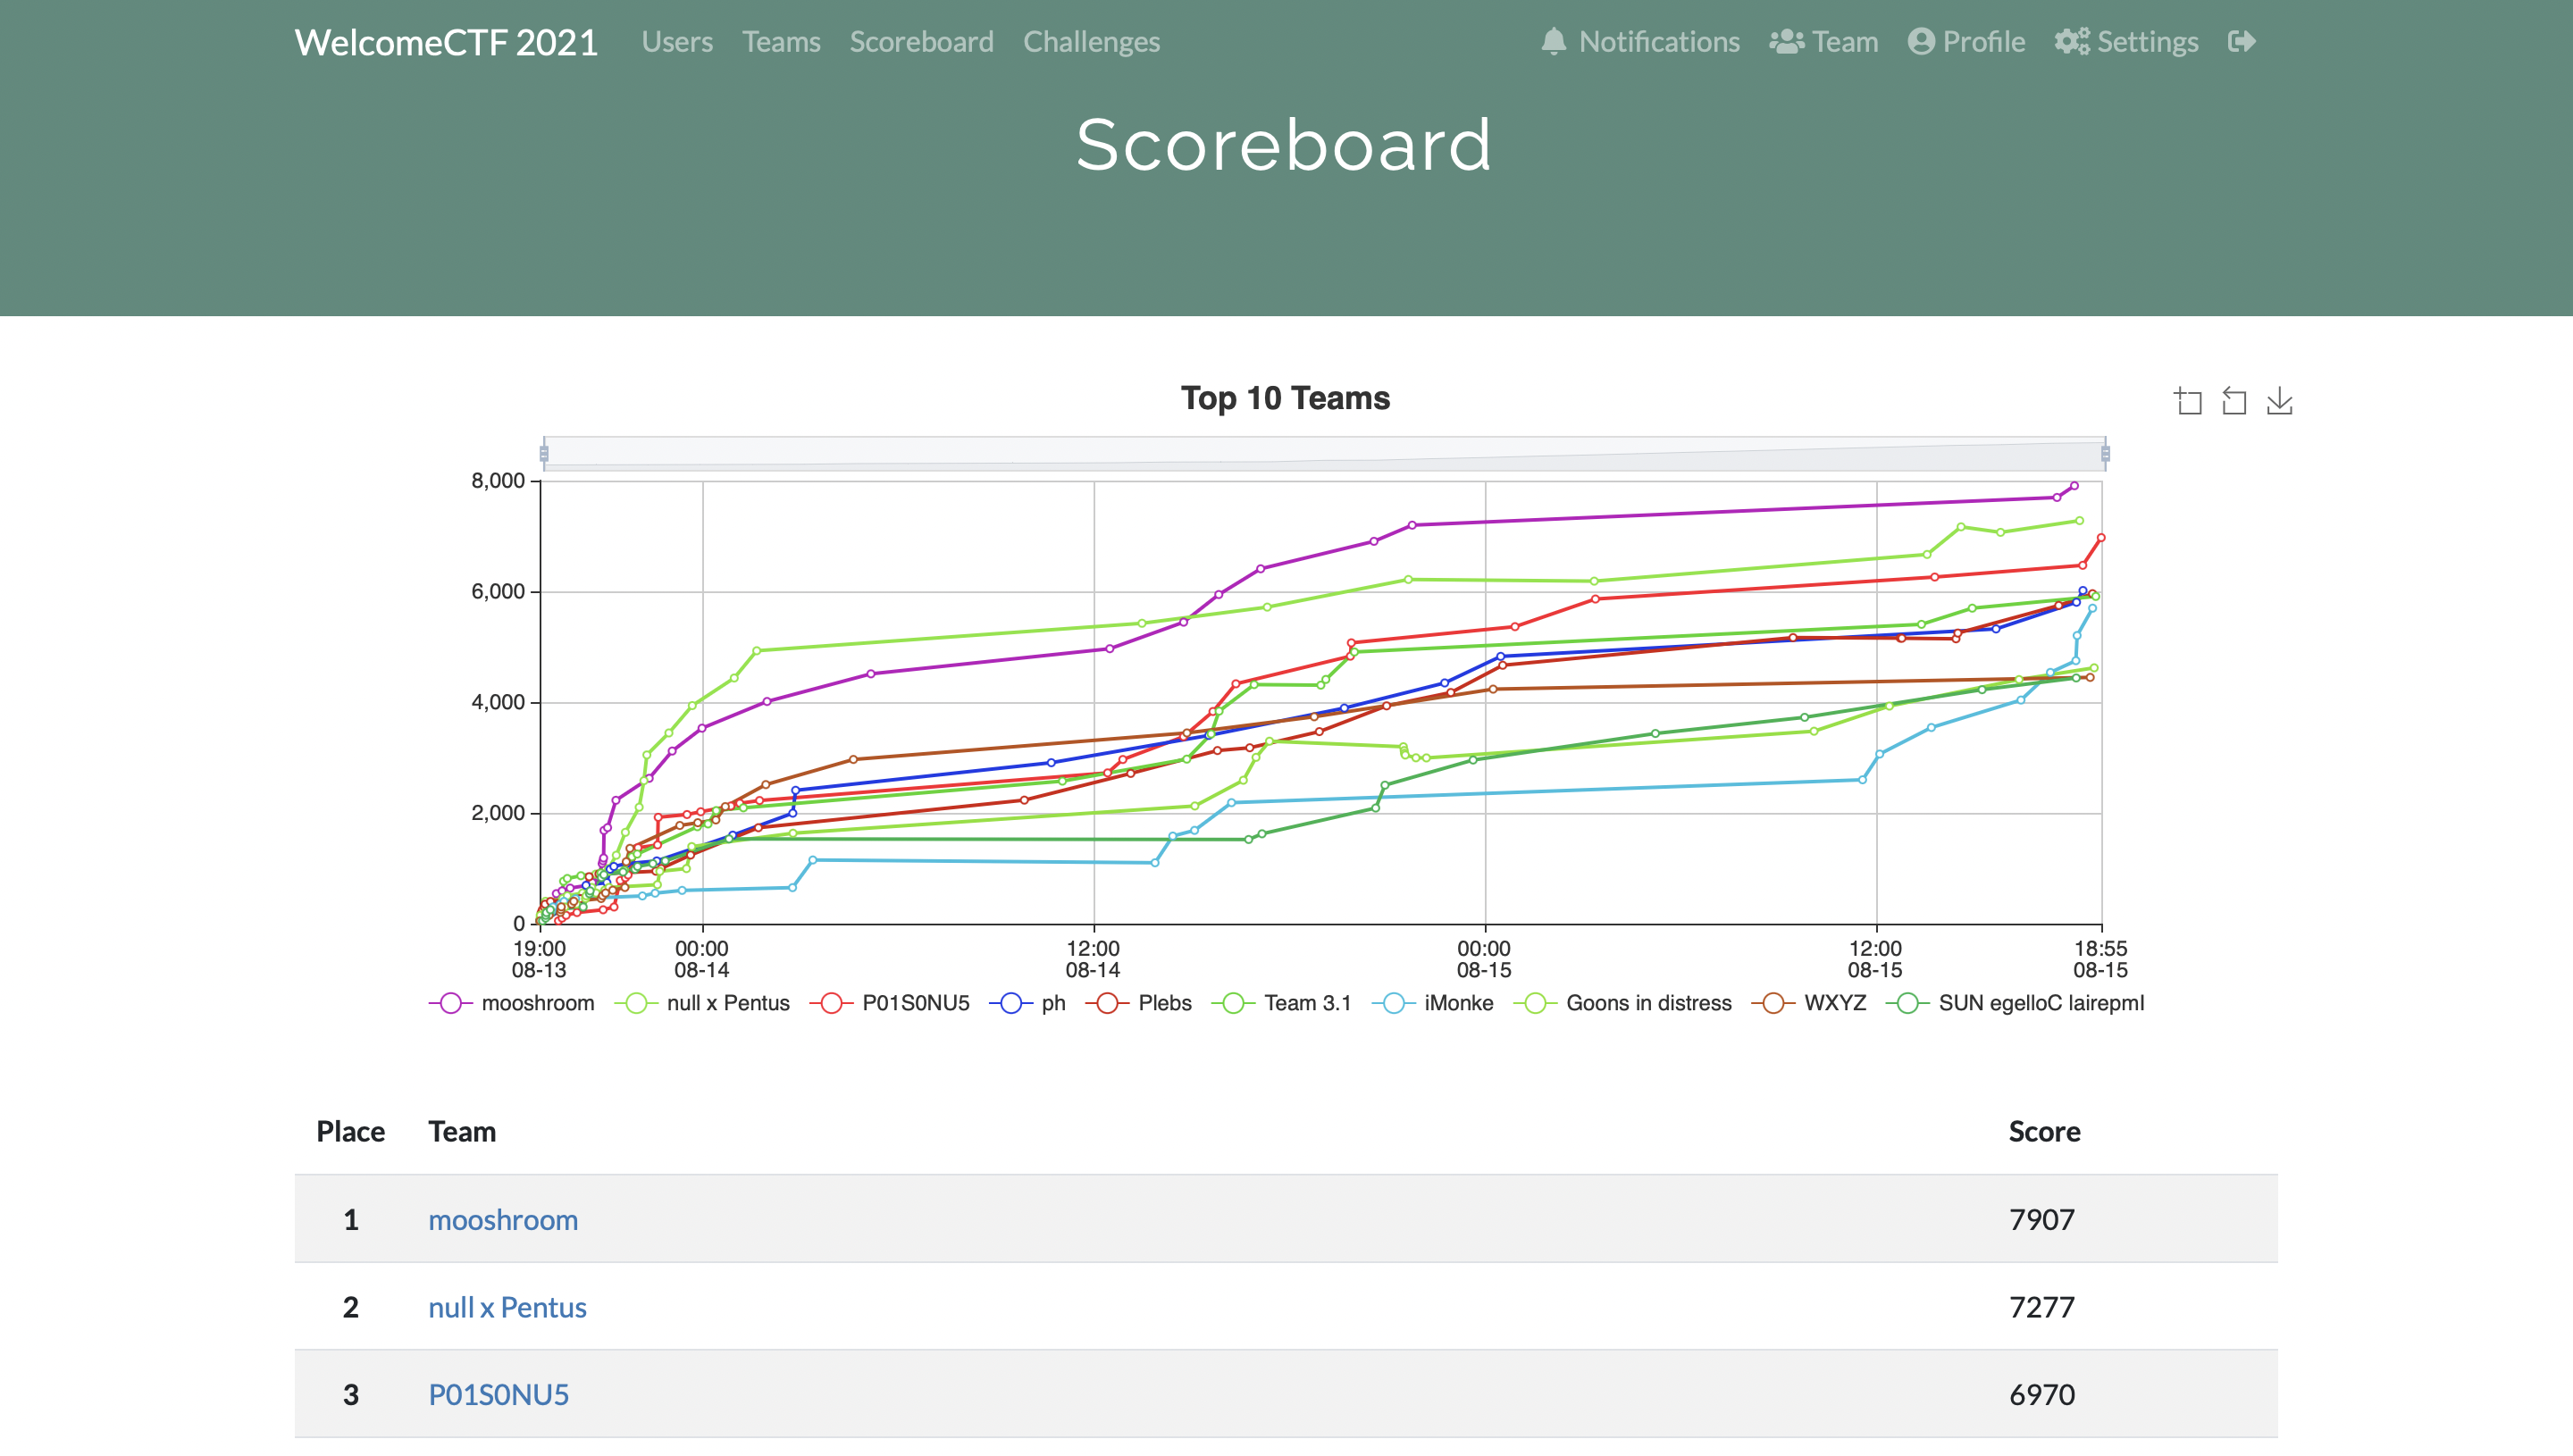 WelcomeCTF 2021 Users Teams Scoreboard Challenges Notifications Team Profile Settings
Scoreboard
Top 10 Teams
8,000
6,000
4,000
2,000
0
19:00 00:00 12:00 00:00 12:00 18:55
08-13 08-14 08-14 08-15 08-15 08-15
mooshroom null x Pentus P01S0NU5 ph Plebs Team 3.1 iMonke Goons in distress WXYZ SUN egelloC lairepmI
Place Team Score
1 mooshroom 7907
2 null x Pentus 7277
3 P01S0NU5 6970